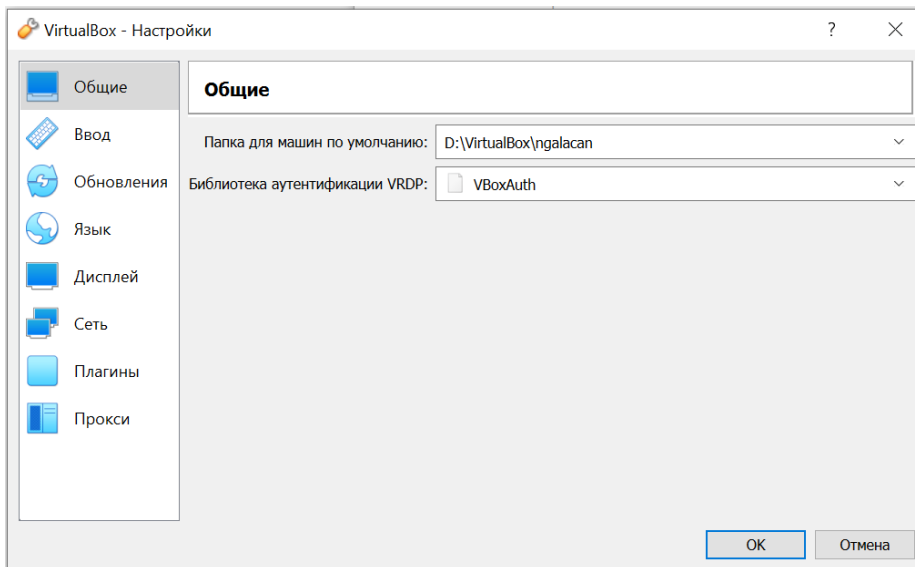 VirtualBox - Настройки
?
Общие
Ввод
Обновления
Язык
Дисплей
Сеть
Плагины
Прокси
Общие
Папка для машин по умолчанию: D:\VirtualBox\ngalacan
Библиотека аутентификации VRDP: VBoxAuth
OK Отмена